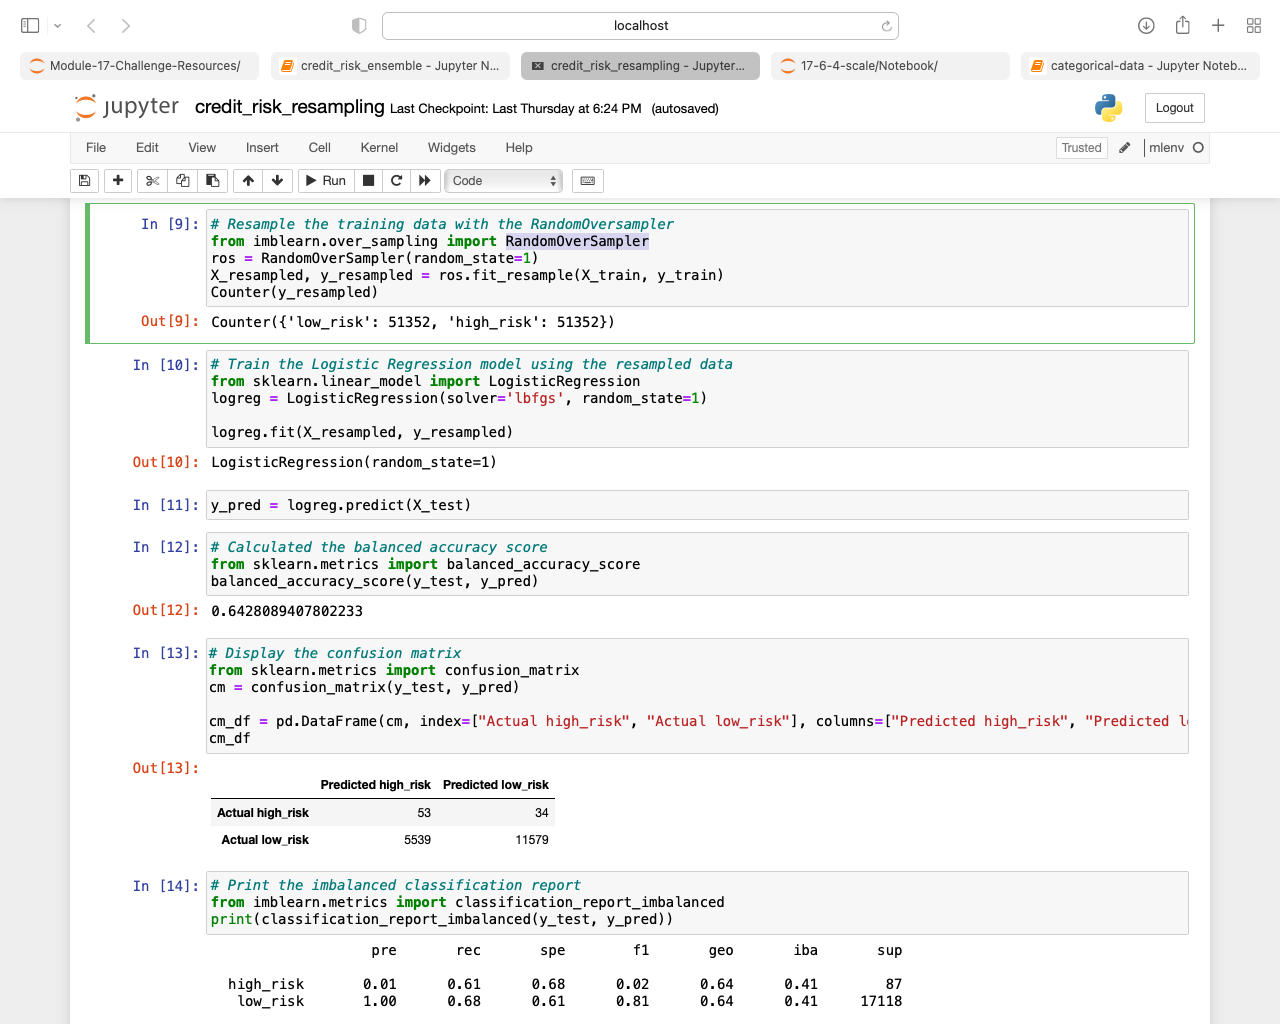 localhost
Module-17-Challenge-Resources/
credit_risk_ensemble - Jupyter N...
credit_risk_resampling - Jupyter...
17-6-4-scale/Notebook/
categorical-data - Jupyter Noteb...
jupyter credit_risk_resampling Last Checkpoint: Last Thursday at 6:24 PM (autosaved)
Logout
File Edit View Insert Cell Kernel Widgets Help
Trusted
mlenv
Run
Code
In [9]: # Resample the training data with the RandomOversampler
from imblearn.over_sampling import RandomOverSampler
ros = RandomOverSampler(random_state=1)
X_resampled, y_resampled = ros.fit_resample(X_train, y_train)
Counter(y_resampled)
Out[9]: Counter({'low_risk': 51352, 'high_risk': 51352})
In [10]: # Train the Logistic Regression model using the resampled data
from sklearn.linear_model import LogisticRegression
logreg = LogisticRegression(solver='lbfgs', random_state=1)
logreg.fit(X_resampled, y_resampled)
Out[10]: LogisticRegression(random_state=1)
In [11]: y_pred = logreg.predict(X_test)
In [12]: # Calculated the balanced accuracy score
from sklearn.metrics import balanced_accuracy_score
balanced_accuracy_score(y_test, y_pred)
Out[12]: 0.6428089407802233
In [13]: # Display the confusion matrix
from sklearn.metrics import confusion_matrix
cm = confusion_matrix(y_test, y_pred)
cm_df = pd.DataFrame(cm, index=["Actual high_risk", "Actual low_risk"], columns=["Predicted high_risk", "Predicted l
cm_df
Out[13]:
Predicted high_risk Predicted low_risk
Actual high_risk 53 34
Actual low_risk 5539 11579
In [14]: # Print the imbalanced classification report
from imblearn.metrics import classification_report_imbalanced
print(classification_report_imbalanced(y_test, y_pred))
pre rec spe f1 geo iba sup
high_risk 0.01 0.61 0.68 0.02 0.64 0.41 87
low_risk 1.00 0.68 0.61 0.81 0.64 0.41 17118